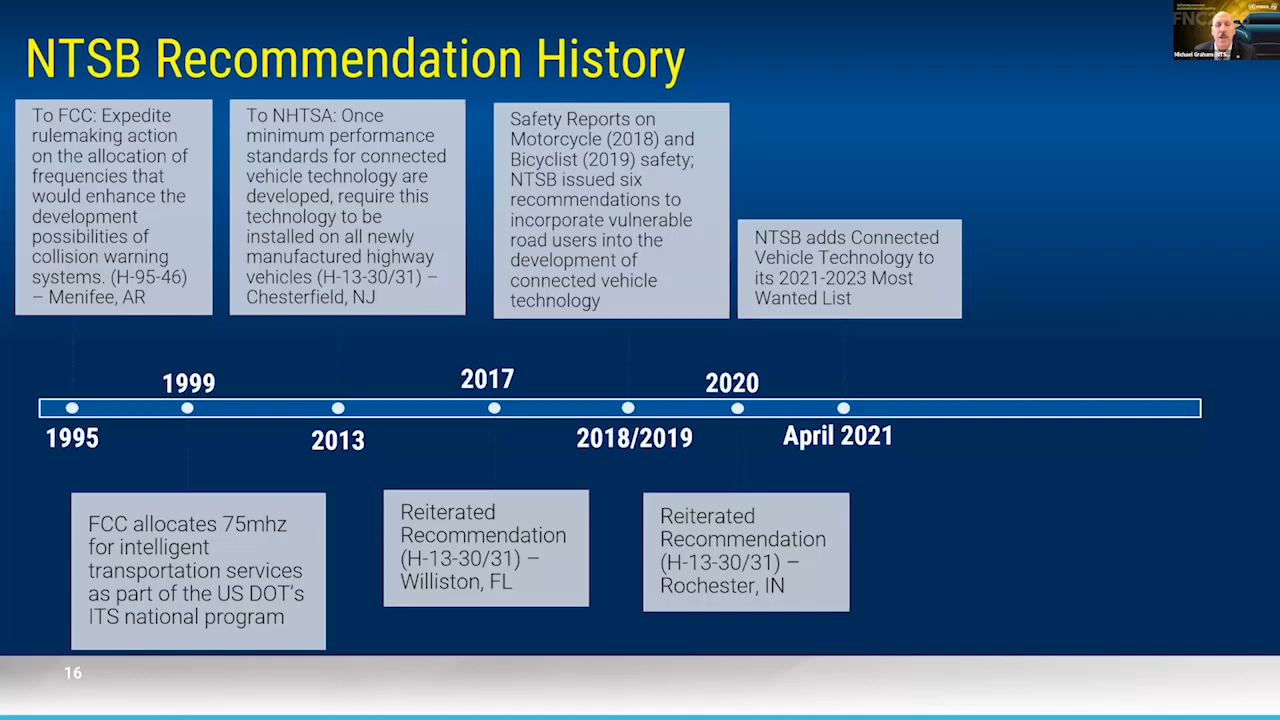 NTSB Recommendation History
To FCC: Expedite
rulemaking action
on the allocation of
frequencies that
would enhance the
development
possibilities of
collision warning
systems. (H-95-46)
– Menifee, AR
To NHTSA: Once
minimum performance
standards for connected
vehicle technology are
developed, require this
technology to be
installed on all newly
manufactured highway
vehicles (H-13-30/31) –
Chesterfield, NJ
Safety Reports on
Motorcycle (2018) and
Bicyclist (2019) safety;
NTSB issued six
recommendations to
incorporate vulnerable
road users into the
development of
connected vehicle
technology
NTSB adds Connected
Vehicle Technology to
its 2021-2023 Most
Wanted List
1999
2017
2020
1995
2013
2018/2019
April 2021
FCC allocates 75mhz
for intelligent
transportation services
as part of the US DOT’s
ITS national program
Reiterated
Recommendation
(H-13-30/31) –
Williston, FL
Reiterated
Recommendation
(H-13-30/31) –
Rochester, IN
16
Michael Graham